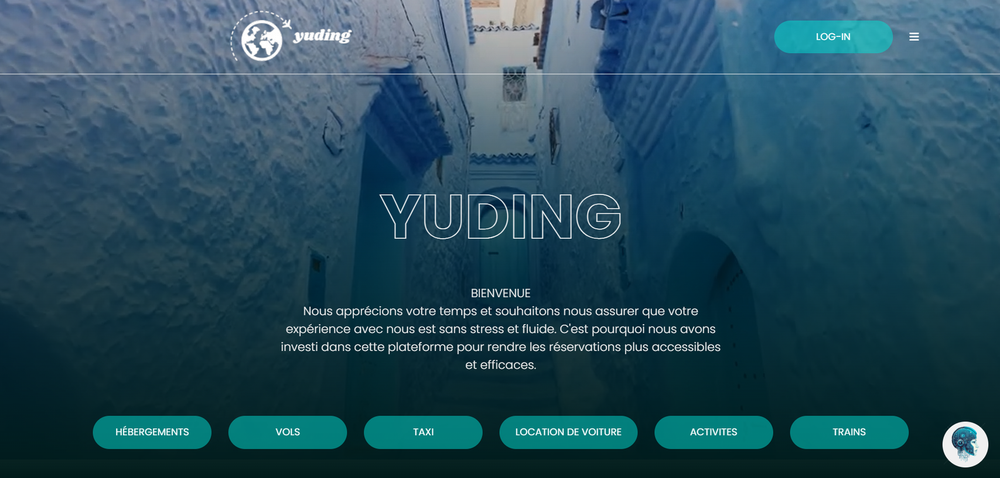 yuding
LOG-IN
YUDING
BIENVENUE
Nous apprécions votre temps et souhaitons nous assurer que votre
expérience avec nous est sans stress et fluide. C'est pourquoi nous avons
investi dans cette plateforme pour rendre les réservations plus accessibles
et efficaces.
HÉBERGEMENTS
VOLS
TAXI
LOCATION DE VOITURE
ACTIVITES
TRAINS